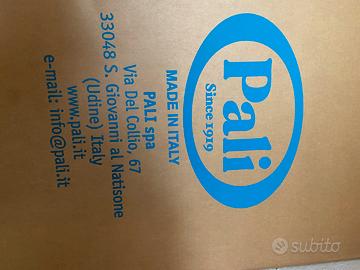 Pali
Since 1919
MADE IN ITALY
PALI spa
Via Del Collio, 67
33048 S. Giovanni al Natisone
(Udine) Italy
www.pali.it
e-mail: info@pali.it
subito